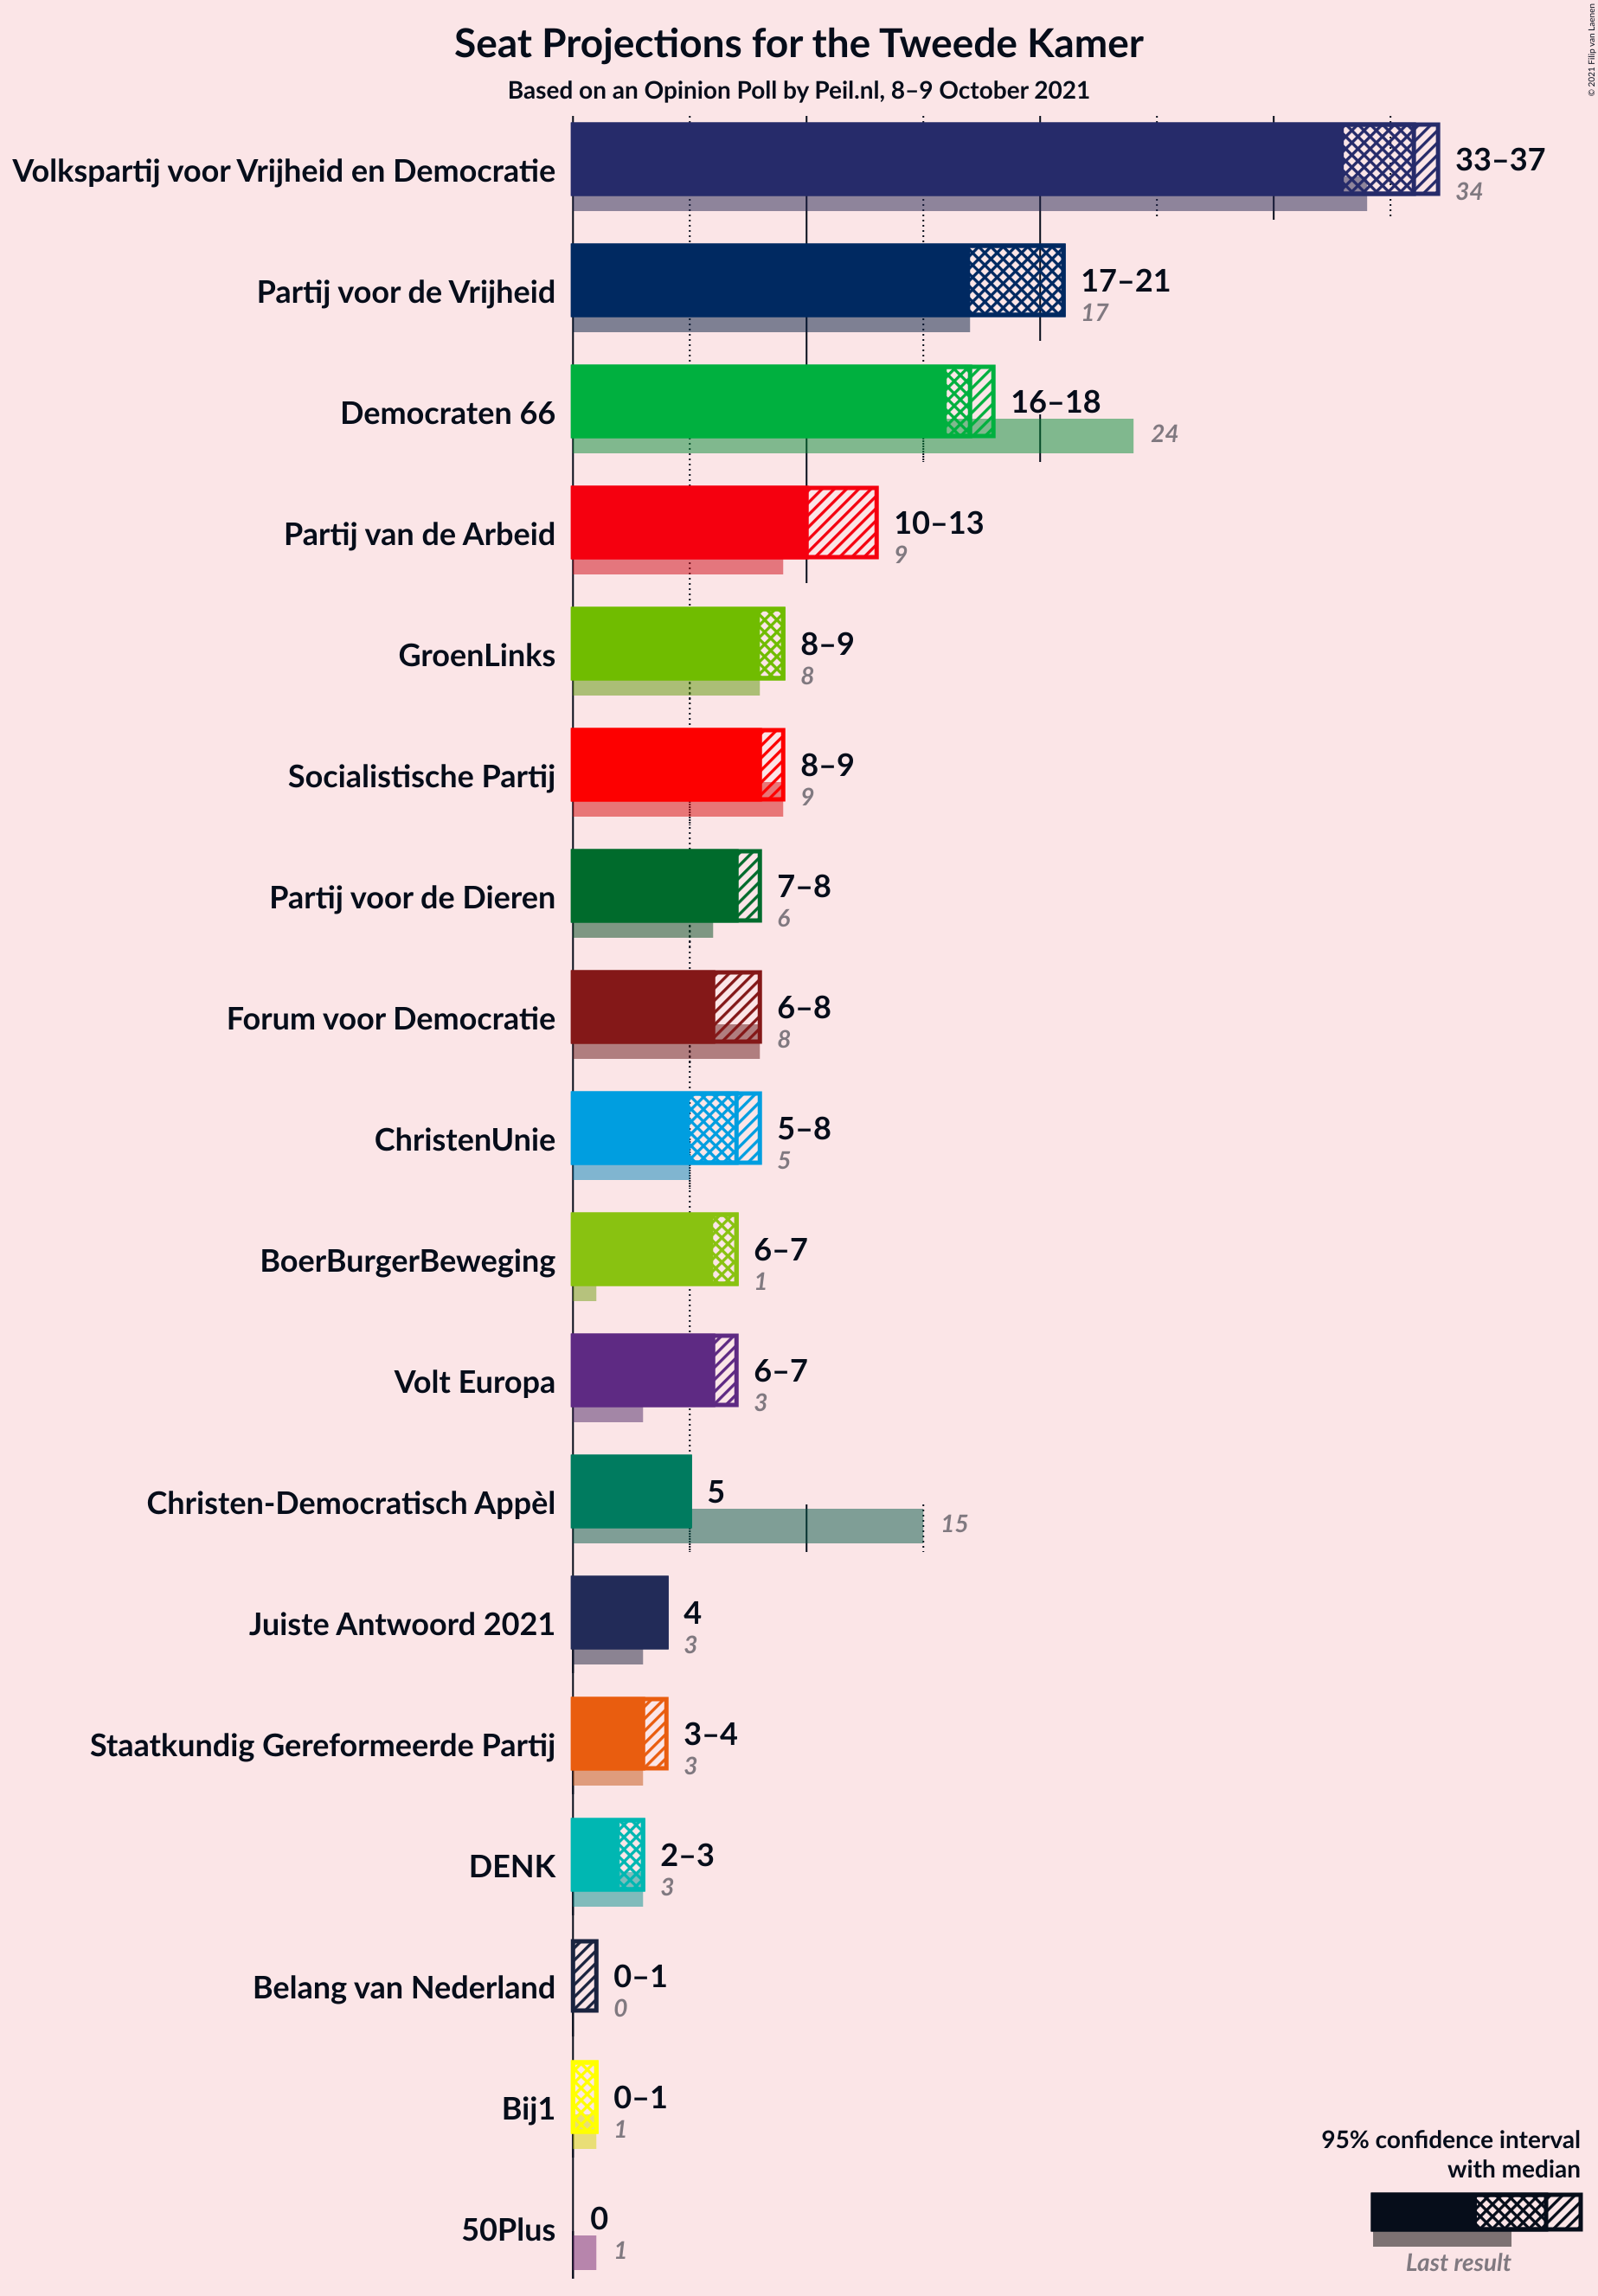 Seat Projections for the Tweede Kamer
Based on an Opinion Poll by Peil.nl, 8–9 October 2021
© 2021 Filip van Laenen
Volkspartij voor Vrijheid en Democratie
33–37
34
Partij voor de Vrijheid
17–21
17
Democraten 66
16–18
24
Partij van de Arbeid
10–13
9
GroenLinks
8–9
8
Socialistische Partij
8–9
9
Partij voor de Dieren
7–8
6
Forum voor Democratie
6–8
8
ChristenUnie
5–8
5
BoerBurgerBeweging
6–7
1
Volt Europa
6–7
3
Christen-Democratisch Appèl
5
15
Juiste Antwoord 2021
4
3
Staatkundig Gereformeerde Partij
3–4
3
DENK
2–3
3
Belang van Nederland
0–1
0
Bij1
0–1
1
50Plus
0
1
95% confidence interval
with median
Last result